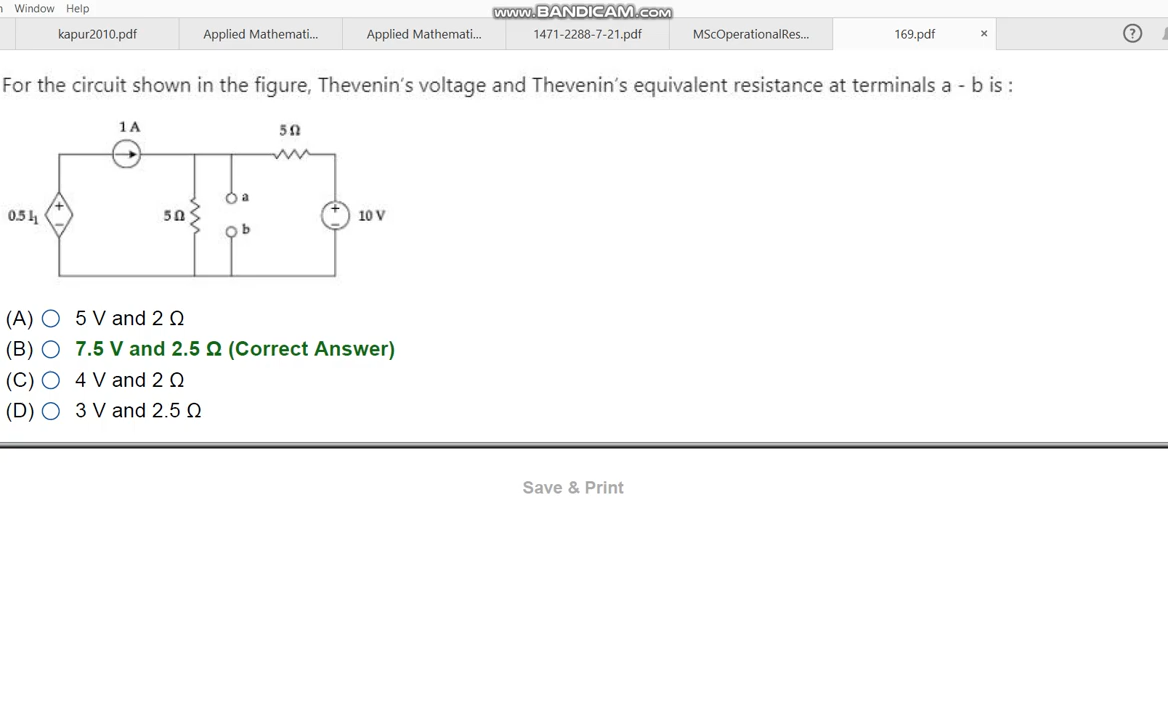 Window Help
www.BANDICAM.COM
kapur2010.pdf Applied Mathemati... Applied Mathemati... 1471-2288-7-21.pdf MScOperationalRes... 169.pdf × ?
For the circuit shown in the figure, Thevenin's voltage and Thevenin's equivalent resistance at terminals a - b is :
1 A
5 Ω
a
0.5 I₁ + − 5 Ω + − 10 V
b
(A) 5 V and 2 Ω
(B) 7.5 V and 2.5 Ω (Correct Answer)
(C) 4 V and 2 Ω
(D) 3 V and 2.5 Ω
Save & Print